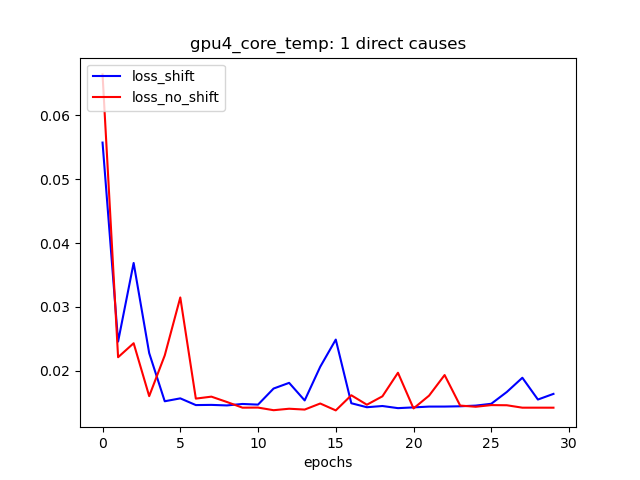 gpu4_core_temp: 1 direct causes
loss_shift
loss_no_shift
0.06
0.05
0.04
0.03
0.02
0 5 10 15 20 25 30
epochs